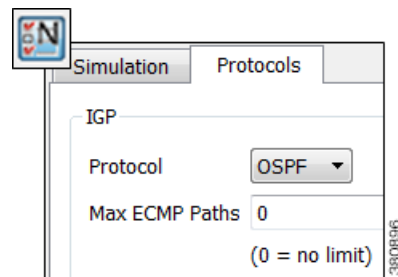 N
Simulation Protocols
IGP
Protocol OSPF
Max ECMP Paths 0
(0 = no limit)
380896